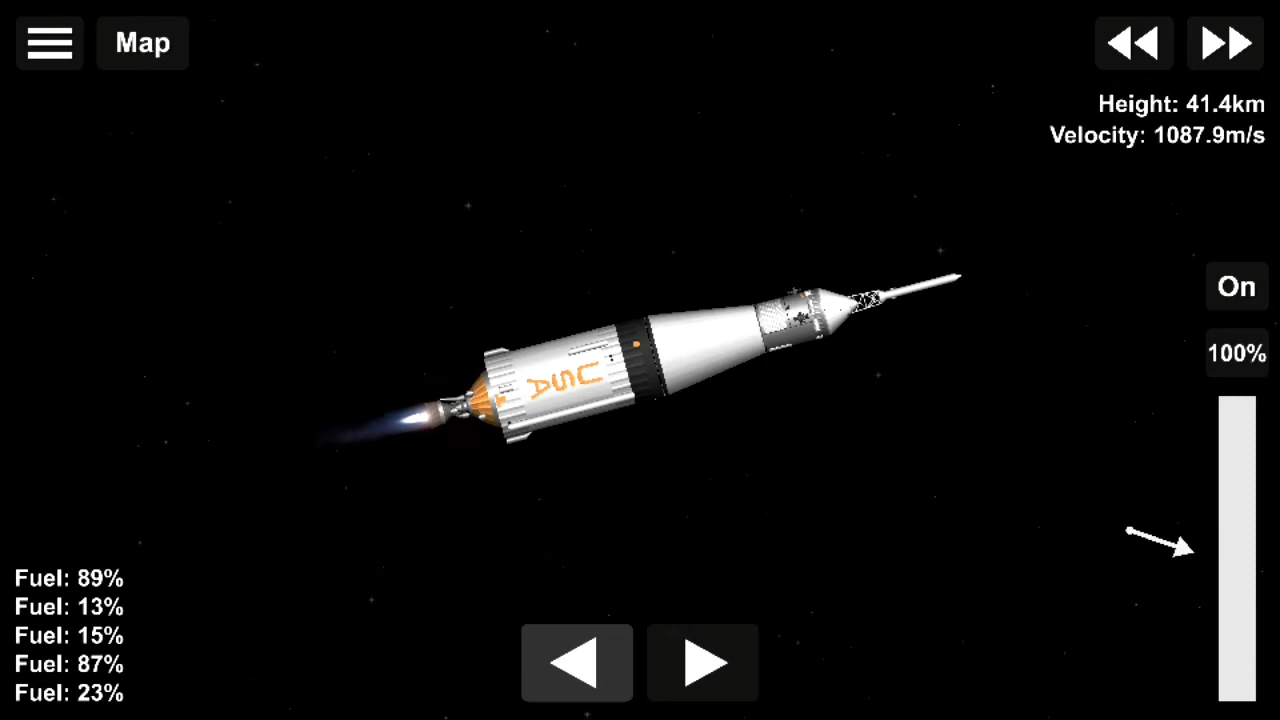 Map
Height: 41.4km
Velocity: 1087.9m/s
On
100%
USA
Fuel: 89%
Fuel: 13%
Fuel: 15%
Fuel: 87%
Fuel: 23%